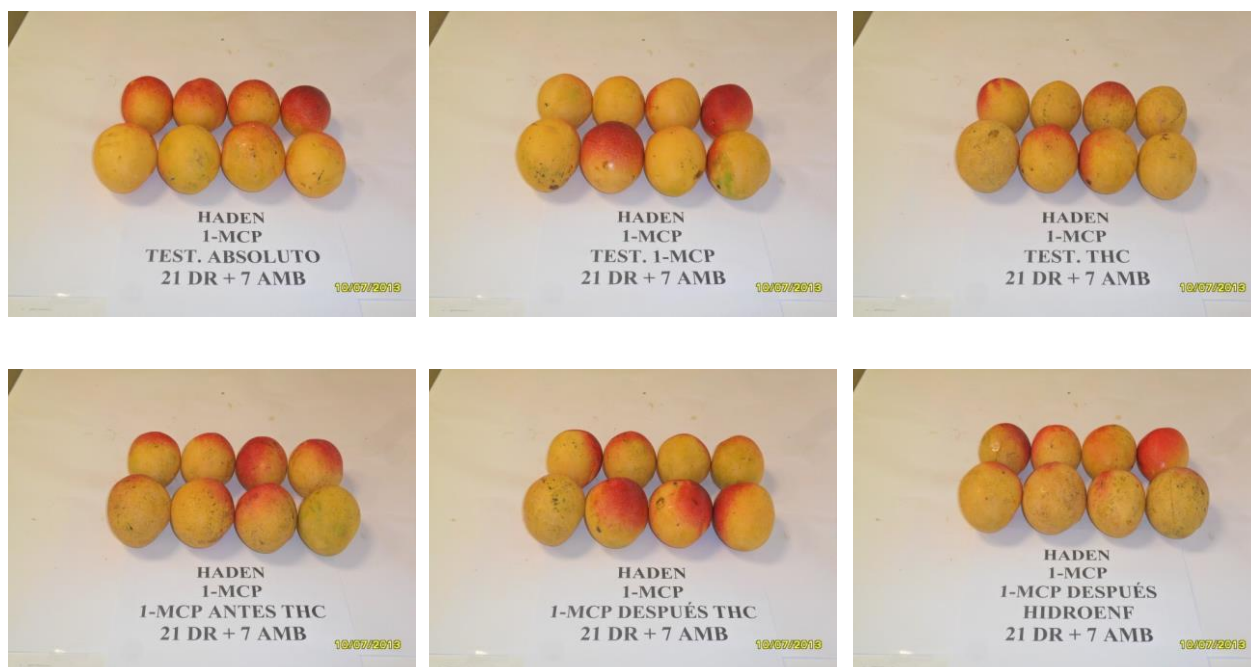 HADEN
1-MCP
TEST. ABSOLUTO
21 DR + 7 AMB
10/07/2013
HADEN
1-MCP
TEST. 1-MCP
21 DR + 7 AMB
10/07/2013
HADEN
1-MCP
TEST. THC
21 DR + 7 AMB
10/07/2013
HADEN
1-MCP
1-MCP ANTES THC
21 DR + 7 AMB
10/07/2013
HADEN
1-MCP
1-MCP DESPUÉS THC
21 DR + 7 AMB
10/07/2013
HADEN
1-MCP
1-MCP DESPUÉS
HIDROENF
21 DR + 7 AMB
10/07/2013